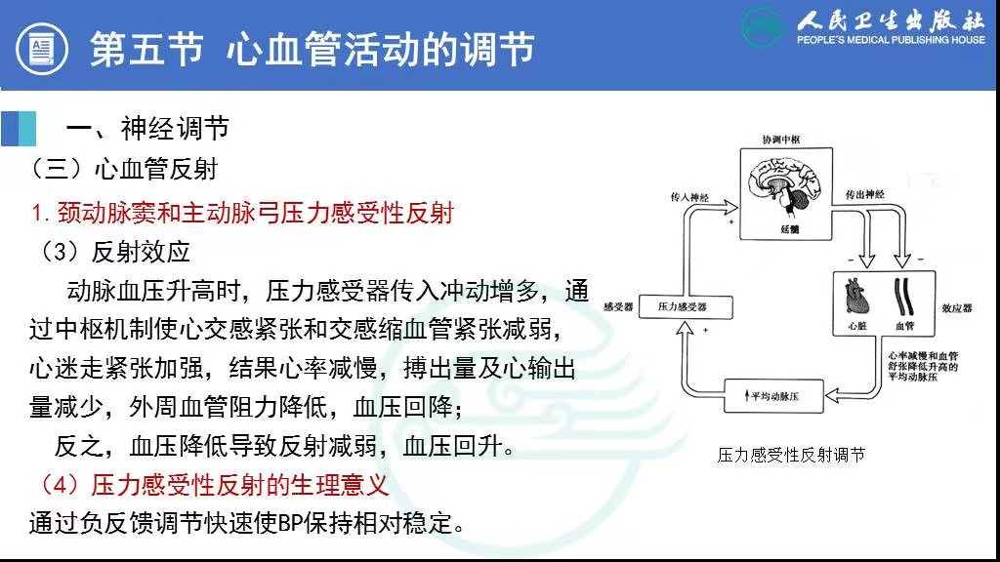 第五节 心血管活动的调节
人民卫生出版社
PEOPLE'S MEDICAL PUBLISHING HOUSE
一、神经调节
（三）心血管反射
1.颈动脉窦和主动脉弓压力感受性反射
（3）反射效应
动脉血压升高时，压力感受器传入冲动增多，通
过中枢机制使心交感紧张和交感缩血管紧张减弱，
心迷走紧张加强，结果心率减慢，搏出量及心输出
量减少，外周血管阻力降低，血压回降；
反之，血压降低导致反射减弱，血压回升。
（4）压力感受性反射的生理意义
通过负反馈调节快速使BP保持相对稳定。
协调中枢
传入神经
+
延髓
传出神经
- -
感受器
压力感受器
+
心脏
血管
效应器
心率减慢和血管
舒张降低升高的
平均动脉压
↑平均动脉压
压力感受性反射调节